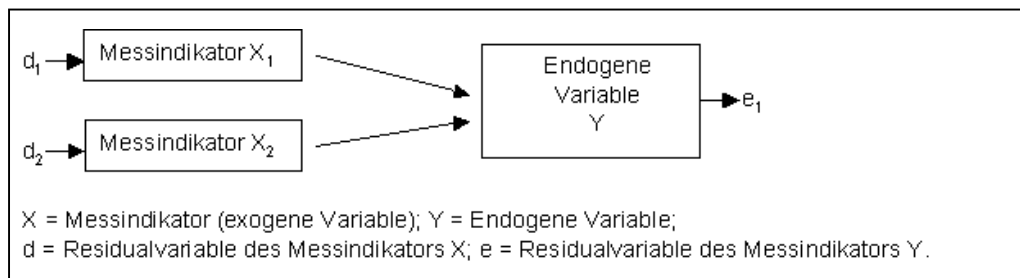 d₁
Messindikator X₁
Endogene
Variable
Y
e₁
d₂
Messindikator X₂
X = Messindikator (exogene Variable); Y = Endogene Variable;
d = Residualvariable des Messindikators X; e = Residualvariable des Messindikators Y.